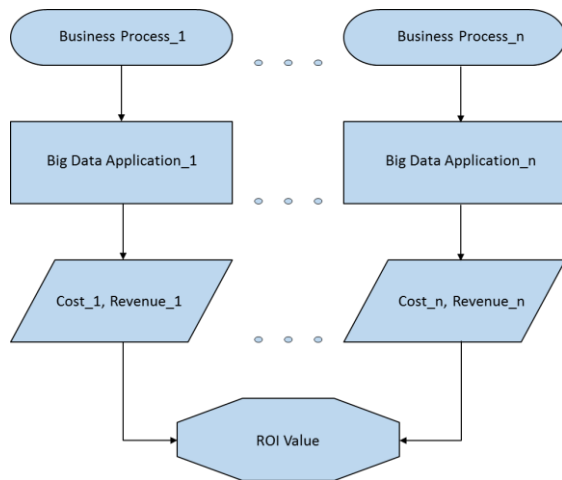 Business Process_1
Business Process_n
Big Data Application_1
Big Data Application_n
Cost_1, Revenue_1
Cost_n, Revenue_n
ROI Value